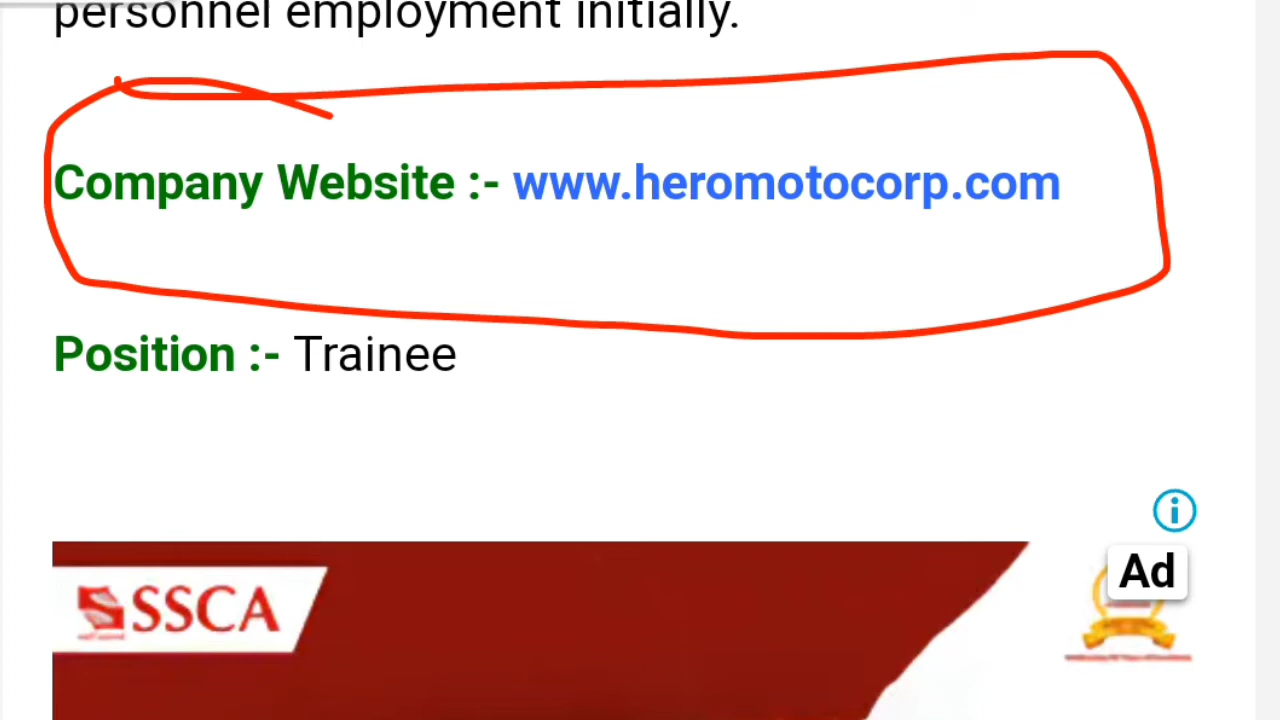 personnel employment initially.
Company Website :- www.heromotocorp.com
Position :- Trainee
Ad
SSCA